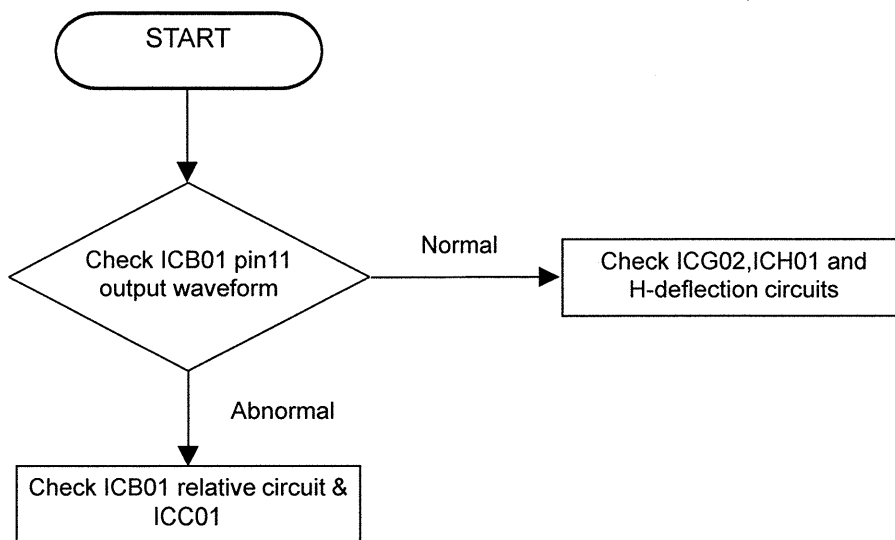 START
Check ICB01 pin11
output waveform
Normal
Check ICG02,ICH01 and
H-deflection circuits
Abnormal
Check ICB01 relative circuit &
ICC01